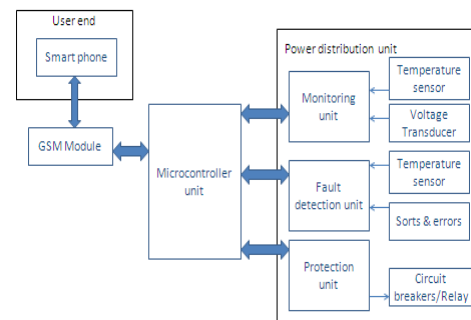 User end
Smart phone
GSM Module
Microcontroller
unit
Power distribution unit
Monitoring
unit
Temperature
sensor
Voltage
Transducer
Fault
detection unit
Temperature
sensor
Sorts & errors
Protection
unit
Circuit
breakers/Relay